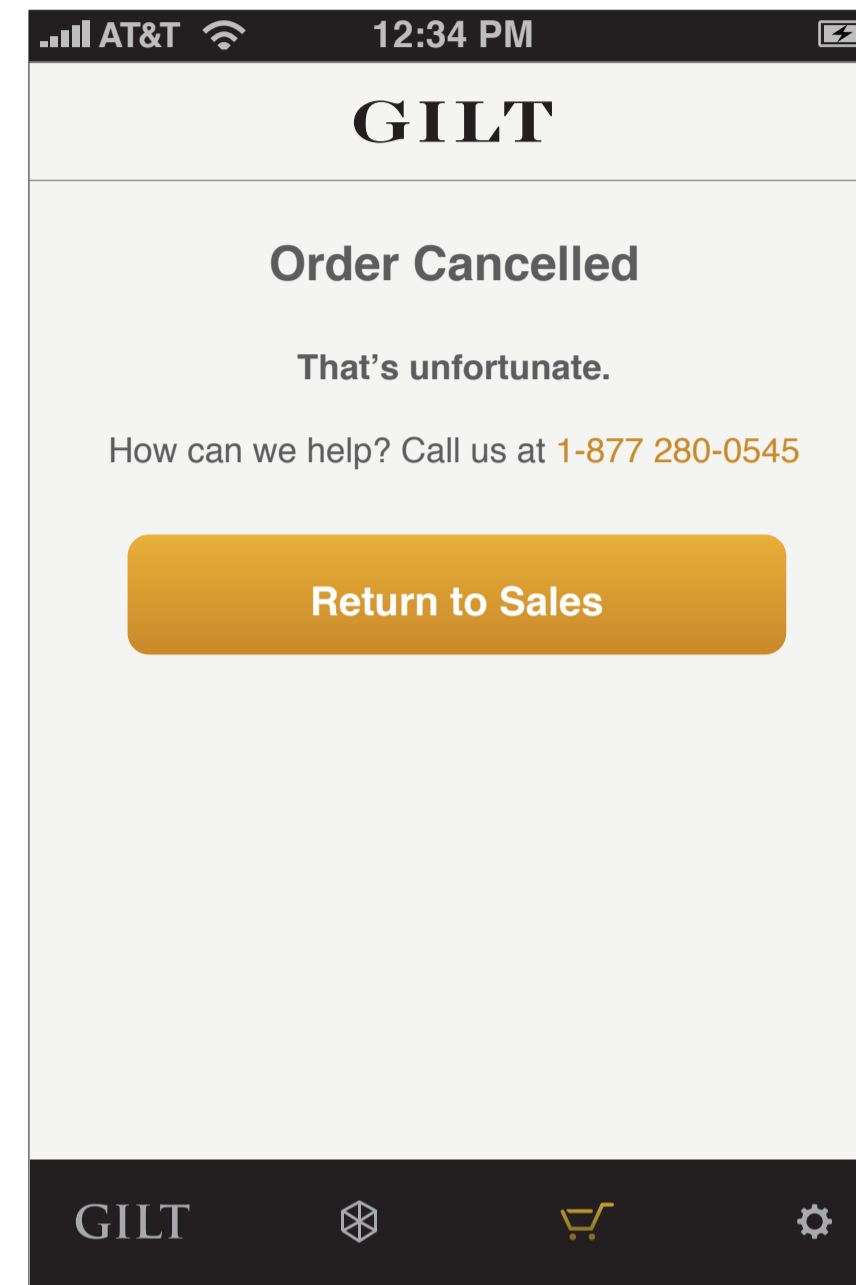 AT&T 12:34 PM
GILT
Order Cancelled
That’s unfortunate.
How can we help? Call us at 1-877 280-0545
Return to Sales
GILT